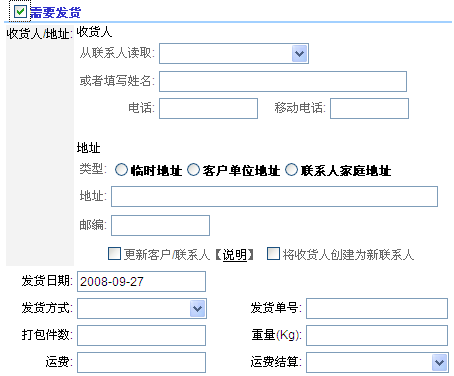 需要发货
收货人/地址: 收货人
从联系人读取:
或者填写姓名:
电话: 移动电话:
地址
类型: 临时地址 客户单位地址 联系人家庭地址
地址:
邮编:
更新客户/联系人【说明】 将收货人创建为新联系人
发货日期: 2008-09-27
发货方式: 发货单号:
打包件数: 重量(Kg):
运费: 运费结算: